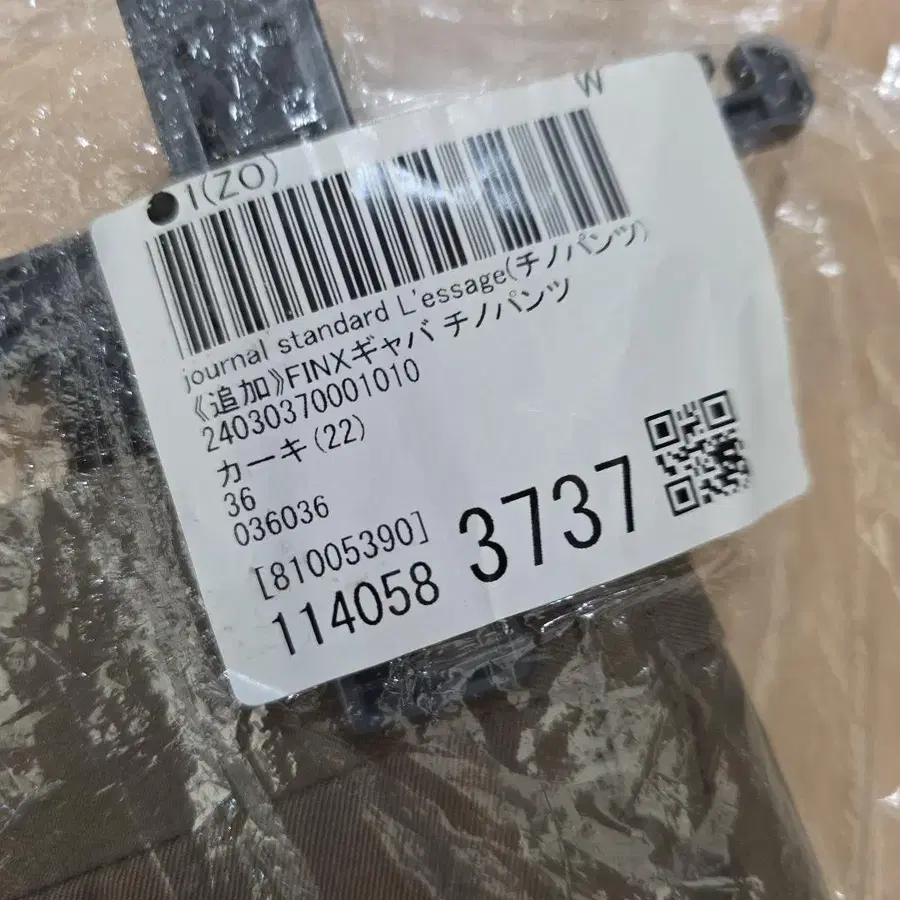 W
●1(ZO)
journal standard L'essage(チノパンツ)
《追加》FINXギャバ チノパンツ
24030370001010
カーキ(22)
36
036036
[81005390]
114058 3737